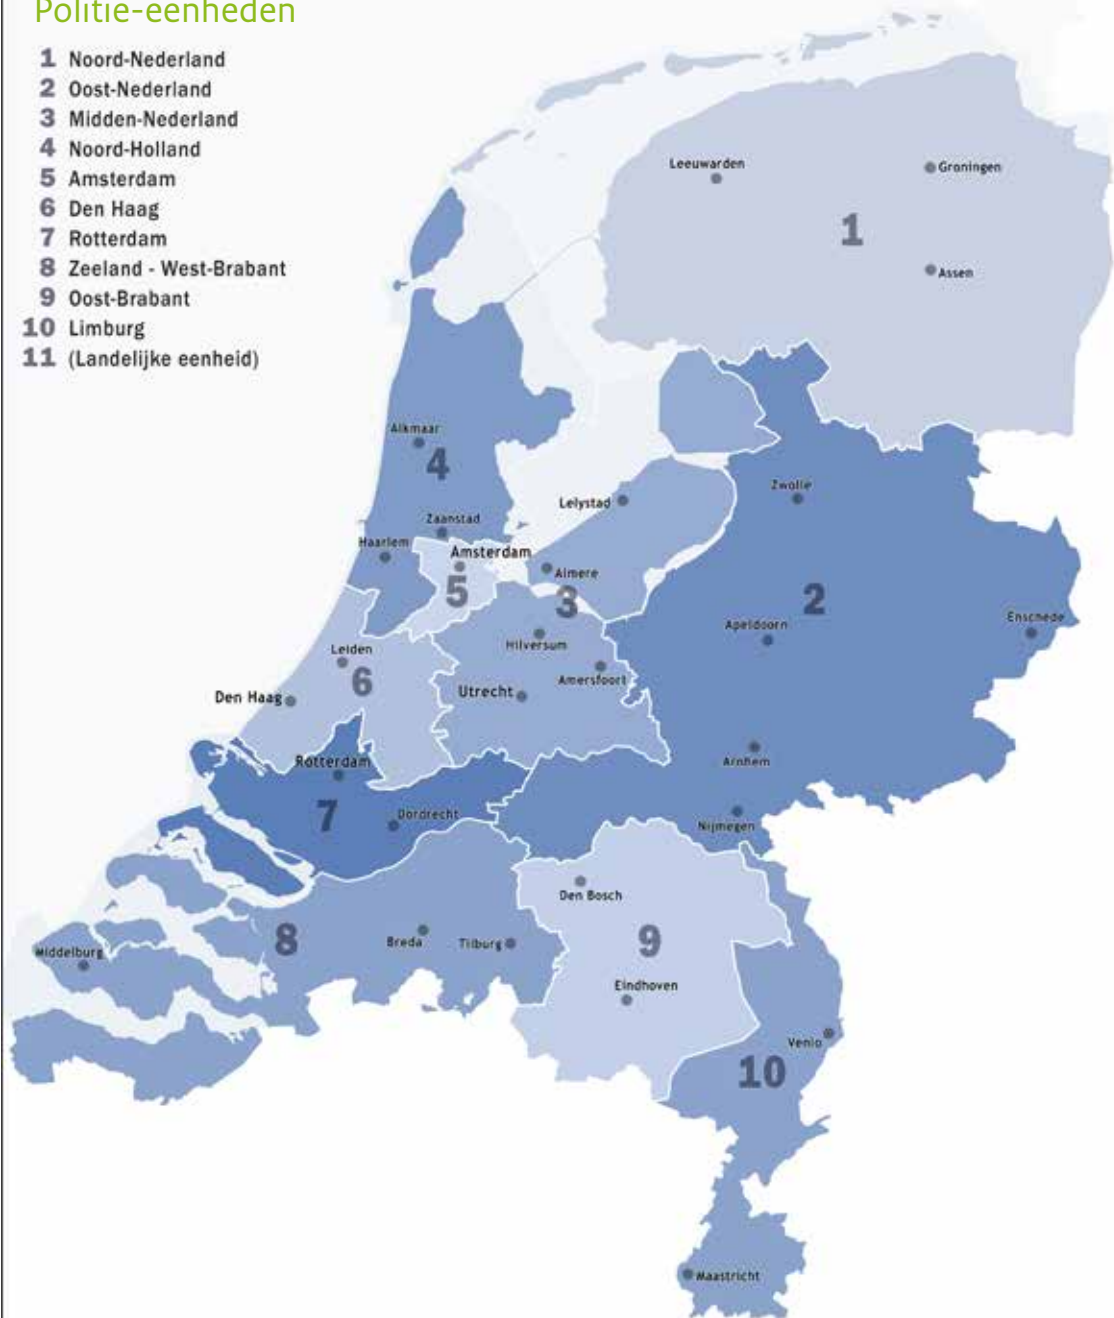 Politie-eenheden
1 Noord-Nederland
2 Oost-Nederland
3 Midden-Nederland
4 Noord-Holland
5 Amsterdam
6 Den Haag
7 Rotterdam
8 Zeeland - West-Brabant
9 Oost-Brabant
10 Limburg
11 (Landelijke eenheid)
Leeuwarden
Groningen
1
Assen
Alkmaar
4
Zwolle
Lelystad
Zaanstad
Haarlem
Amsterdam
Almere
5
3
2
Enschede
Apeldoorn
Hilversum
Leiden
6
Amersfoort
Utrecht
Den Haag
Rotterdam
Arnhem
7
Dordrecht
Nijmegen
Den Bosch
8
Breda
Tilburg
9
Middelburg
Eindhoven
Venlo
10
Maastricht